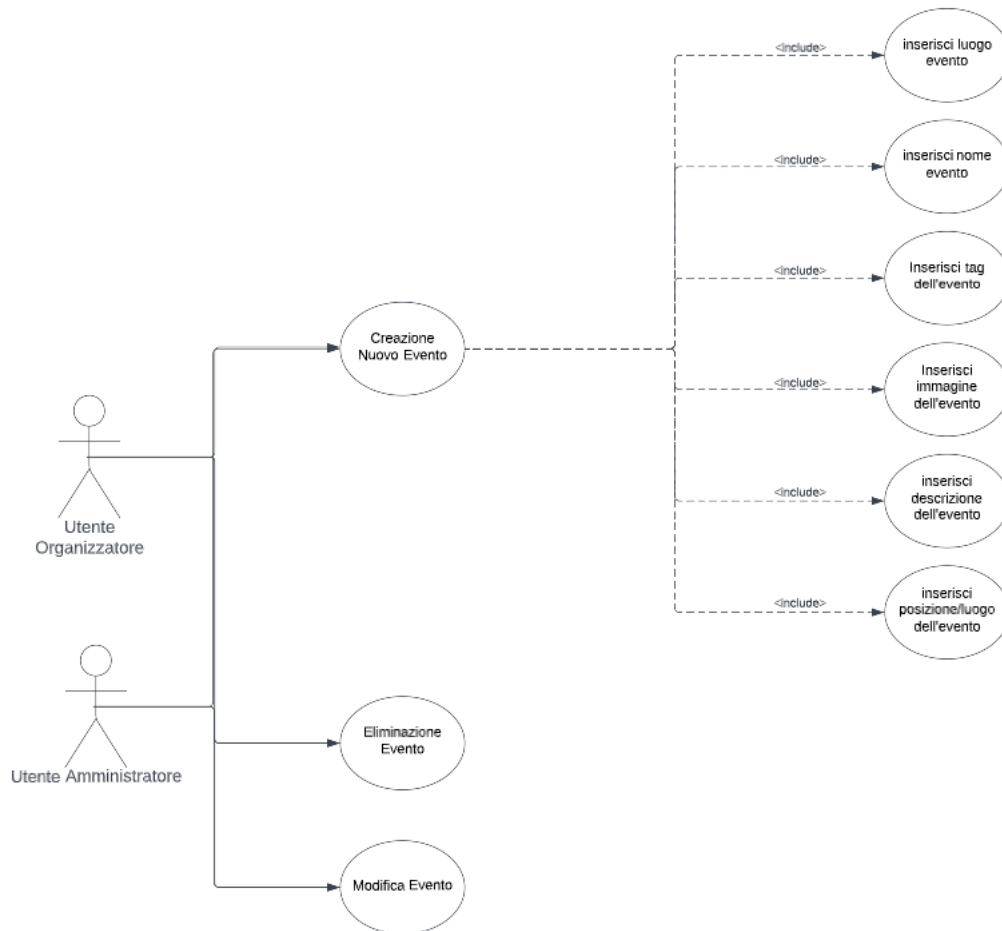 <include>
inserisci luogo
evento
<include>
inserisci nome
evento
<include>
Inserisci tag
dell'evento
Creazione
Nuovo Evento
<include>
Inserisci
immagine
dell'evento
<include>
inserisci
descrizione
dell'evento
Utente
Organizzatore
<include>
inserisci
posizione/luogo
dell'evento
Eliminazione
Evento
Utente Amministratore
Modifica Evento